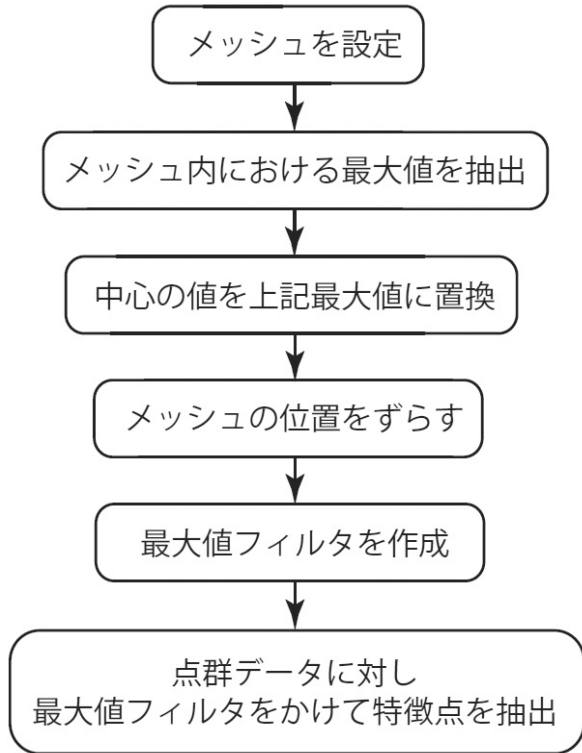 メッシュを設定
メッシュ内における最大値を抽出
中心の値を上記最大値に置換
メッシュの位置をずらす
最大値フィルタを作成
点群データに対し
最大値フィルタをかけて特徴点を抽出